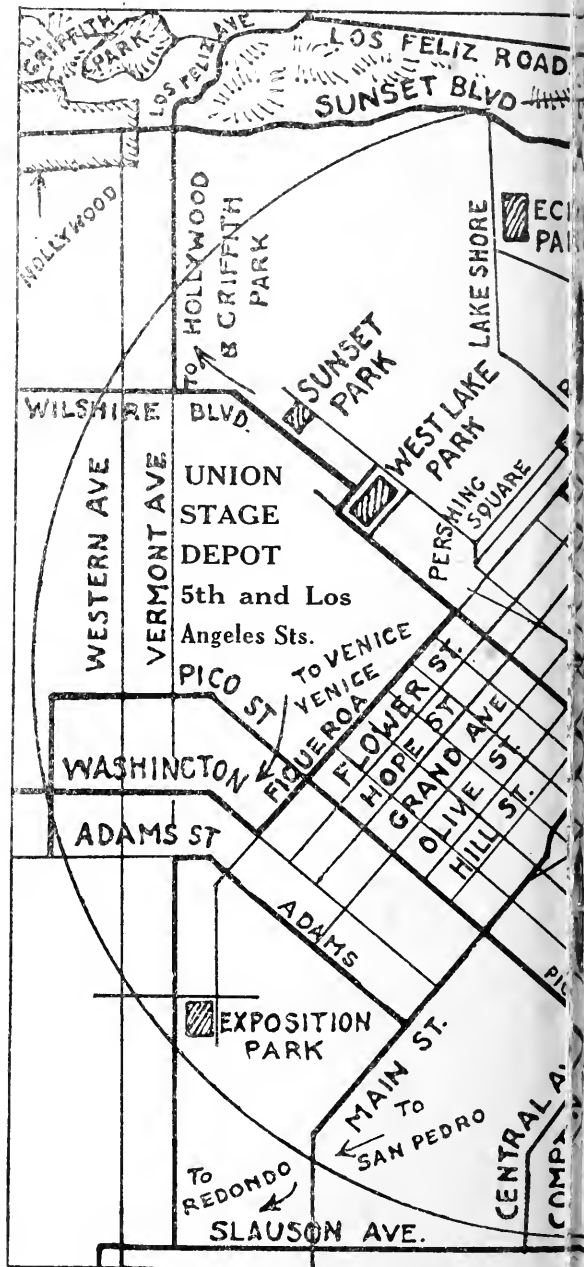 GRIFFITH
PARK
LOS FELIZ AVE
LOS FELIZ ROAD
SUNSET BLVD
HOLLYWOOD
TO HOLLYWOOD
& GRIFFITH
PARK
LAKE SHORE
SUNSET
PARK
WEST LAKE
PARK
PERSHING
SQUARE
WILSHIRE BLVD.
WESTERN AVE
VERMONT AVE
UNION
STAGE
DEPOT
5th and Los
Angeles Sts.
TO VENICE
VENICE
PICO ST
FIQUEROA
FLOWER ST.
HOPE ST
GRAND AVE
OLIVE ST.
HILL ST.
WASHINGTON
ADAMS ST
ADAMS
EXPOSITION
PARK
MAIN ST.
TO
SAN PEDRO
TO
REDONDO
CENTRAL
SLAUSON AVE.